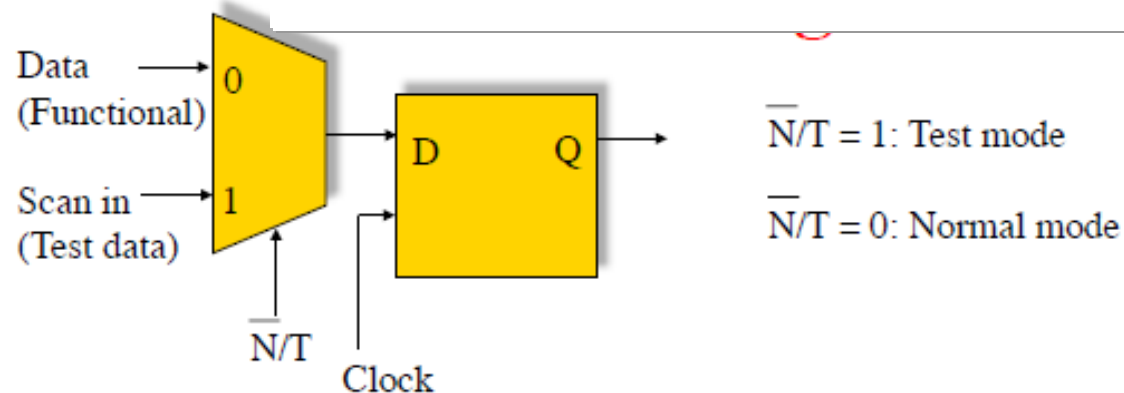 Data
(Functional)
0
Scan in
(Test data)
1
N̅/T
Clock
D
Q
N̅/T = 1: Test mode
N̅/T = 0: Normal mode